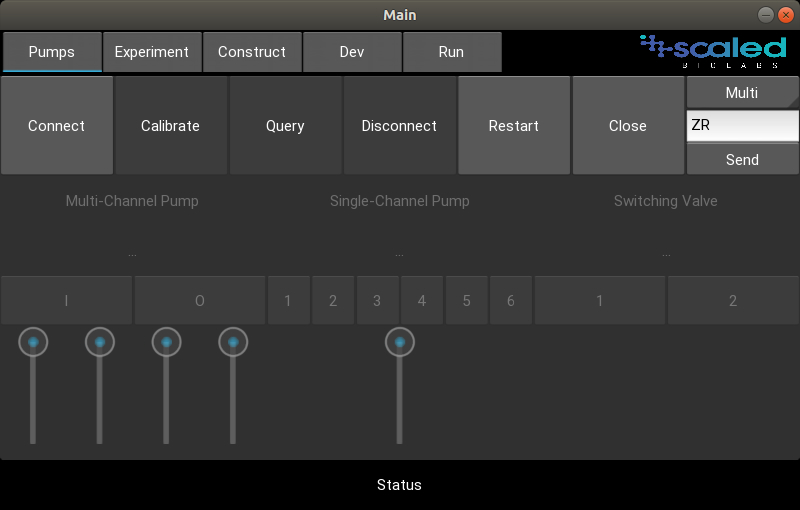 Main
Pumps Experiment Construct Dev Run
scaled
BIOLABS
Connect Calibrate Query Disconnect Restart Close
Multi
ZR
Send
Multi-Channel Pump Single-Channel Pump Switching Valve
... ... ...
I O 1 2 3 4 5 6 1 2
Status